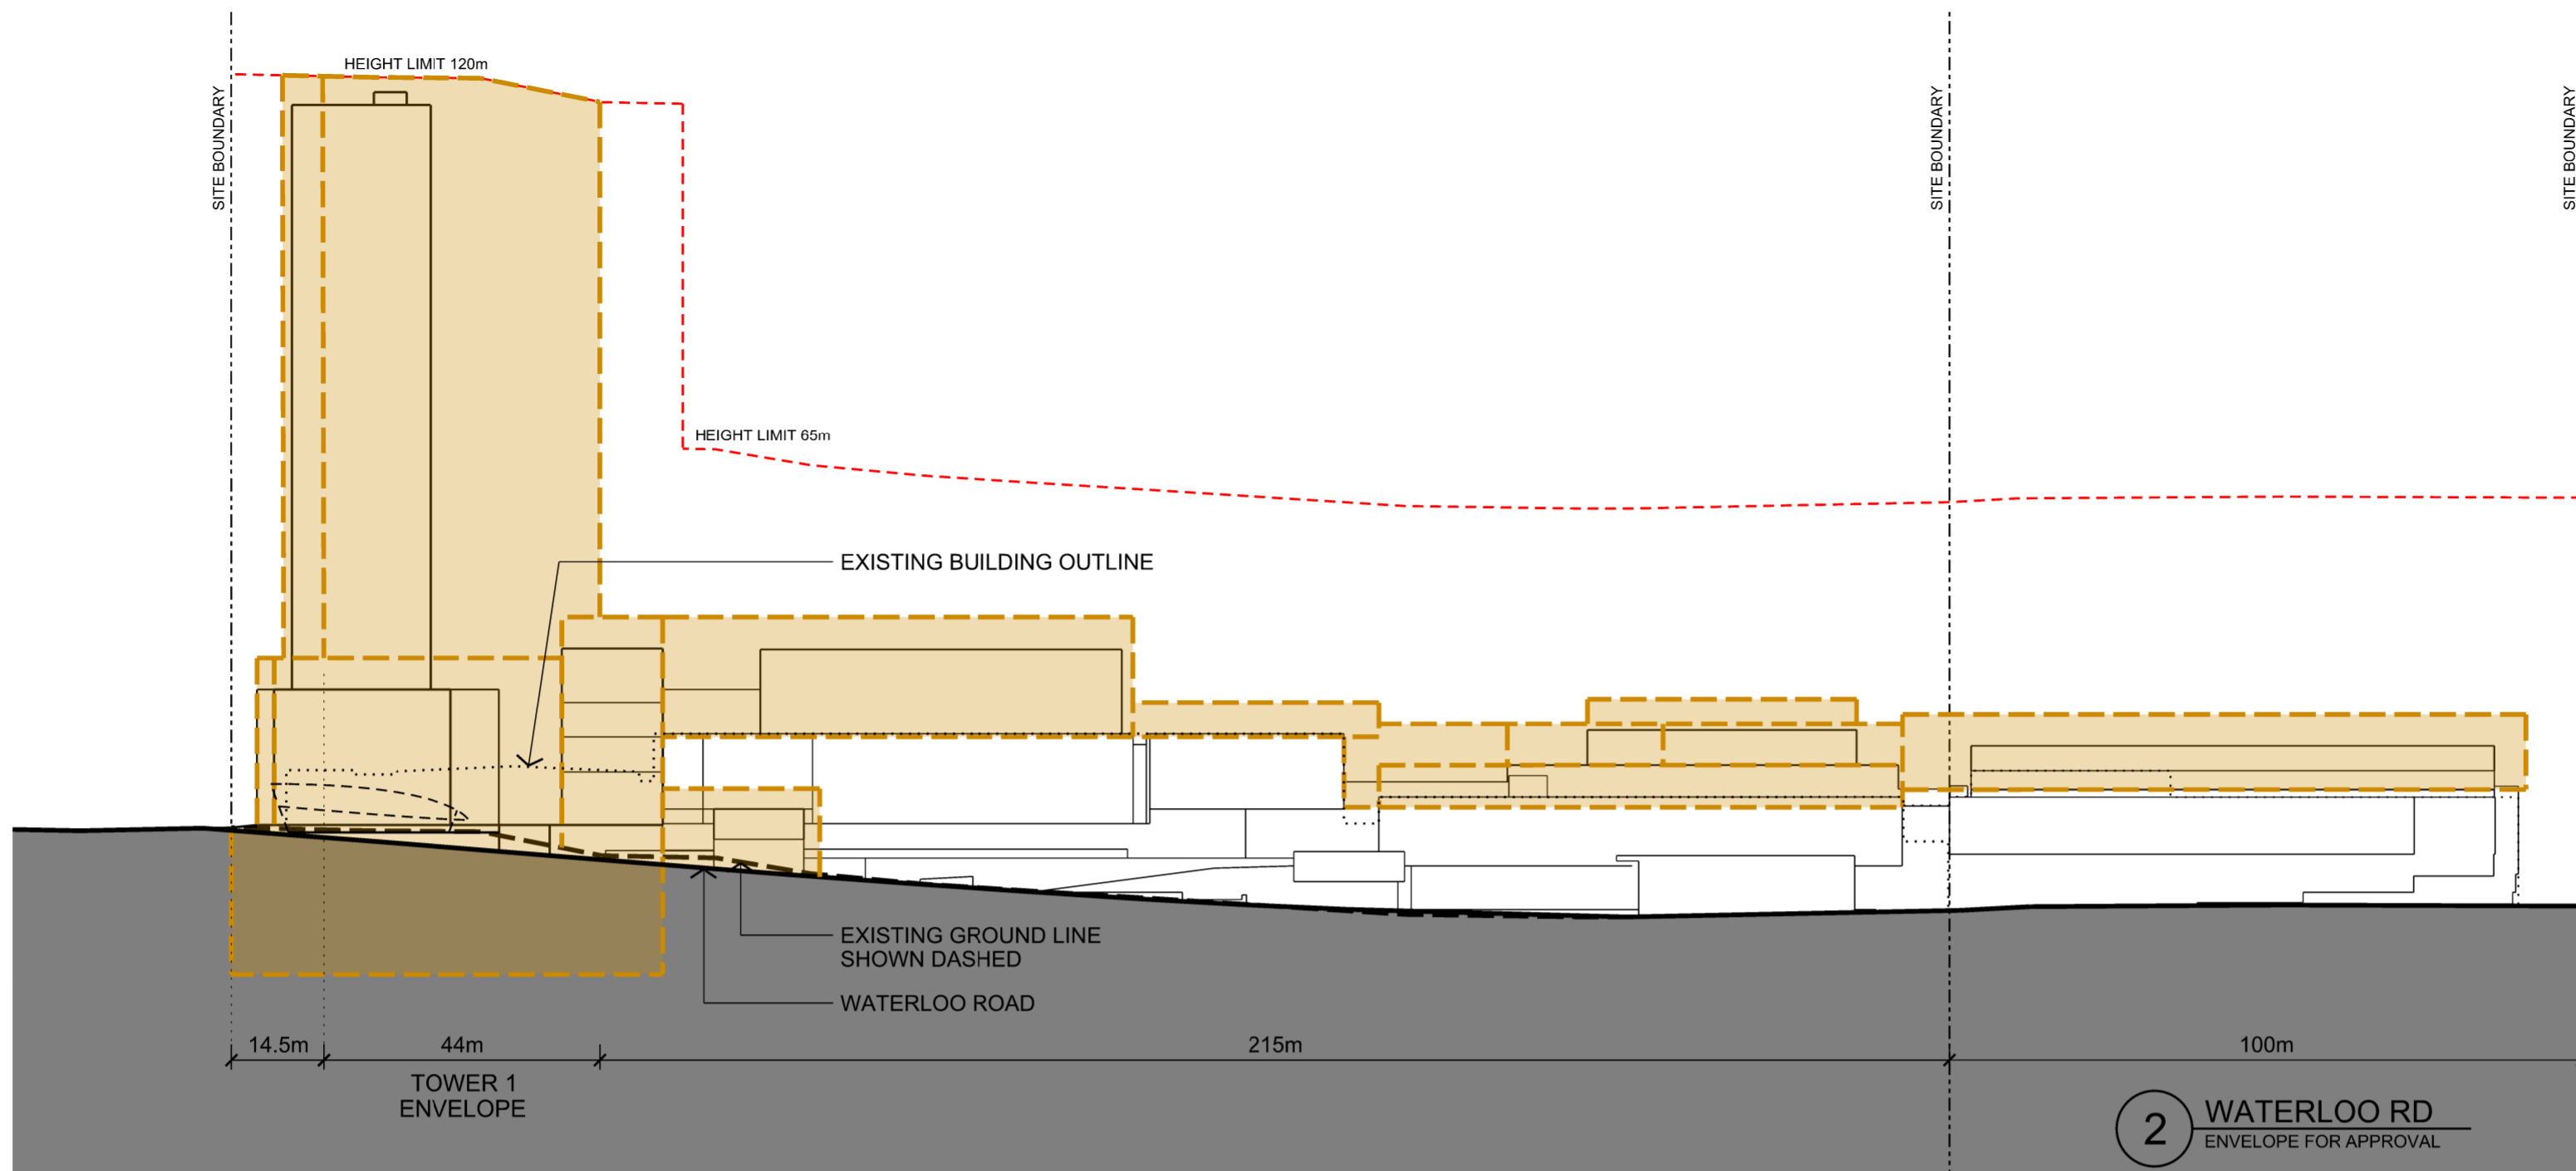 HEIGHT LIMIT 120m
SITE BOUNDARY
SITE BOUNDARY
SITE BOUNDARY
HEIGHT LIMIT 65m
EXISTING BUILDING OUTLINE
EXISTING GROUND LINE
SHOWN DASHED
WATERLOO ROAD
14.5m
44m
215m
100m
TOWER 1
ENVELOPE
2
WATERLOO RD
ENVELOPE FOR APPROVAL